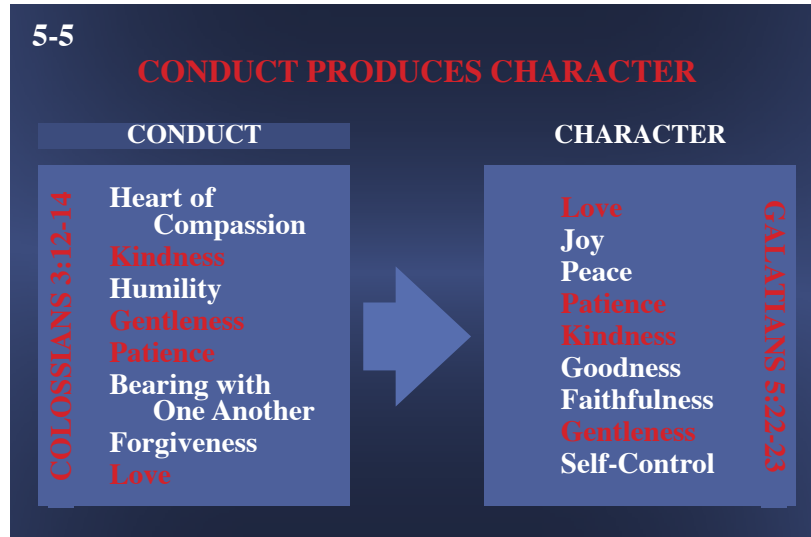 5-5
CONDUCT PRODUCES CHARACTER
CONDUCT
COLOSSIANS 3:12-14
Heart of
Compassion
Kindness
Humility
Gentleness
Patience
Bearing with
One Another
Forgiveness
Love
CHARACTER
Love
Joy
Peace
Patience
Kindness
Goodness
Faithfulness
Gentleness
Self-Control
GALATIANS 5:22-23